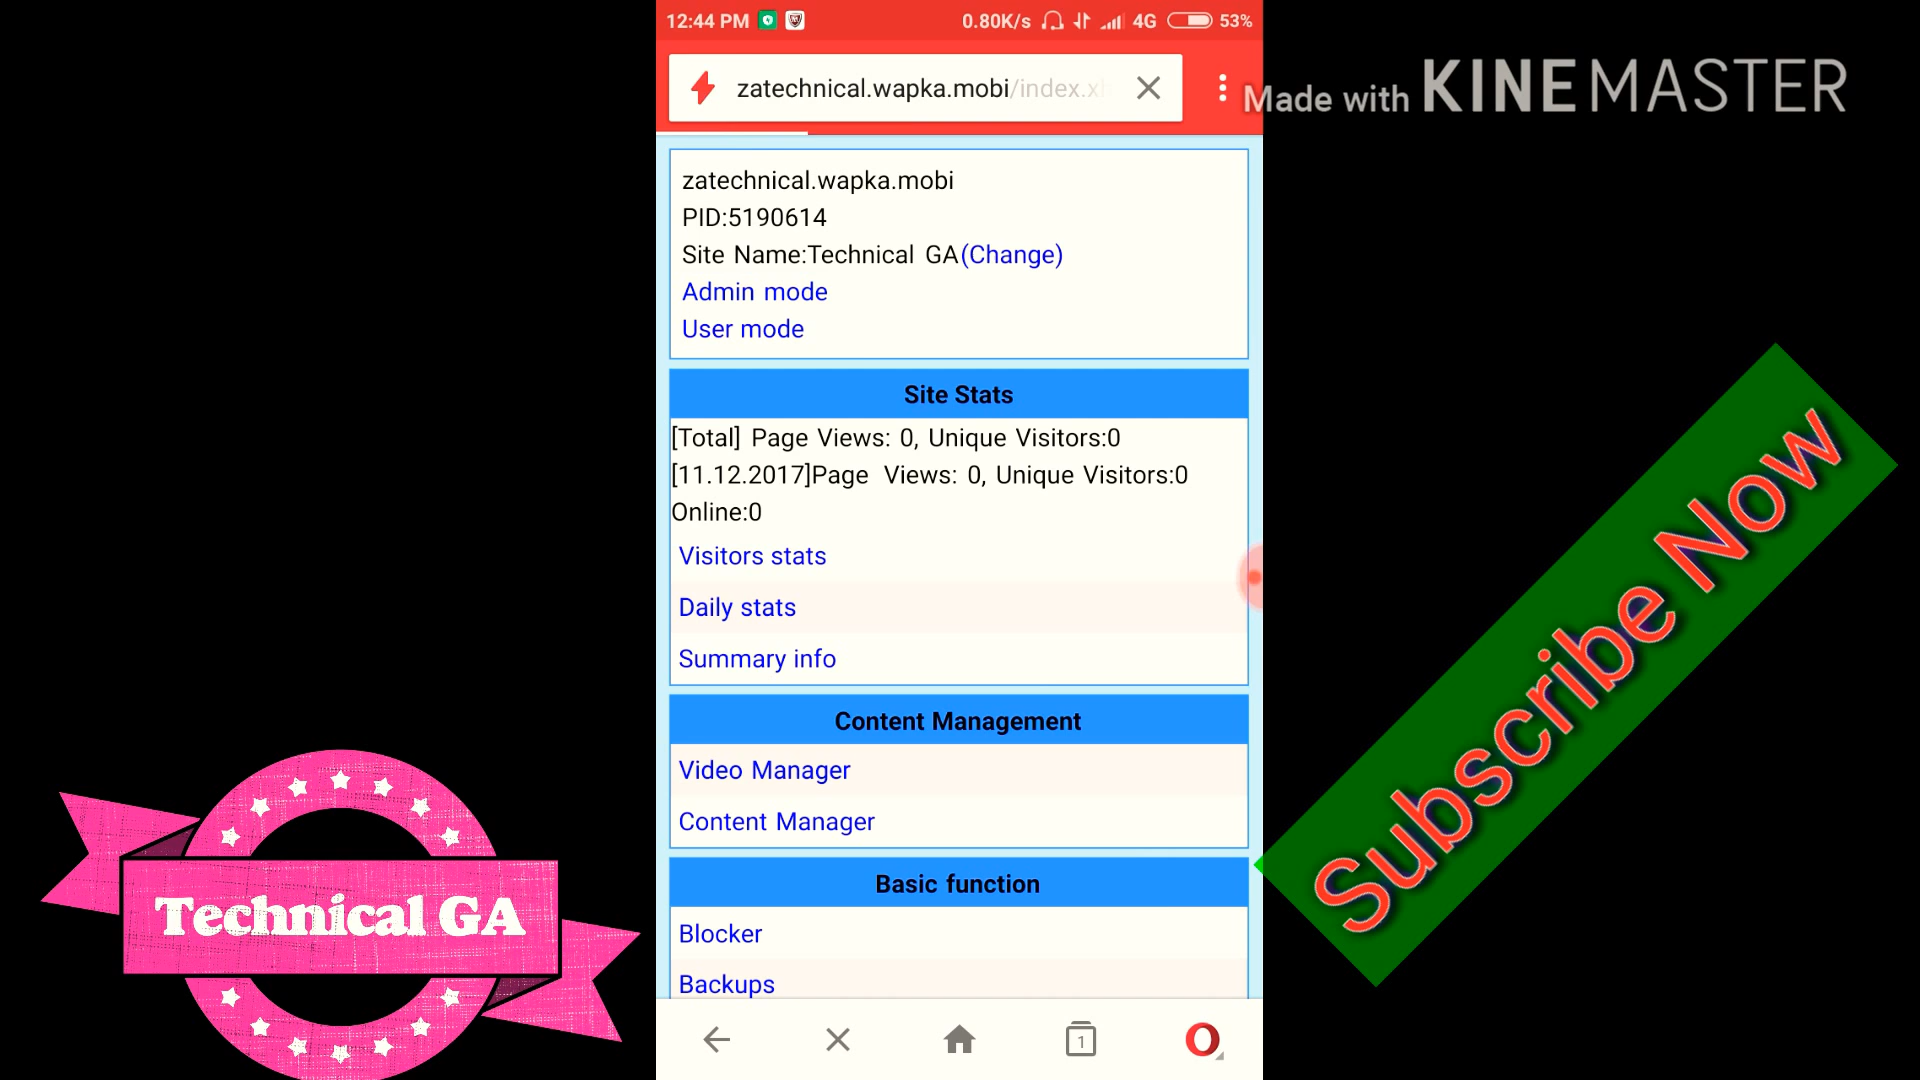 12:44 PM 0.80K/s 4G 53%
zatechnical.wapka.mobi/index.xh
Made with KINEMASTER
zatechnical.wapka.mobi
PID:5190614
Site Name:Technical GA(Change)
Admin mode
User mode
Site Stats
[Total] Page Views: 0, Unique Visitors:0
[11.12.2017]Page Views: 0, Unique Visitors:0
Online:0
Visitors stats
Daily stats
Summary info
Content Management
Video Manager
Content Manager
Basic function
Blocker
Backups
1
Technical GA
Subscribe Now